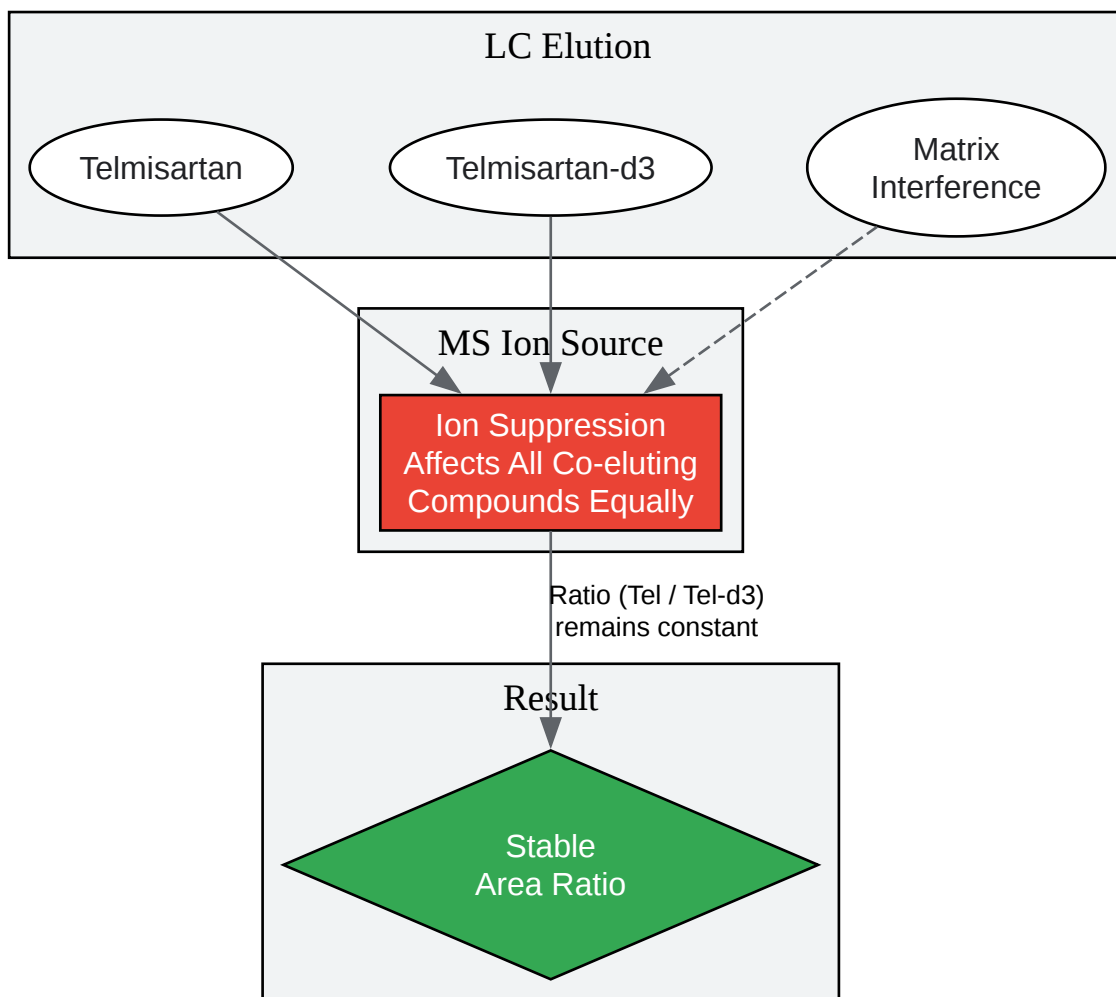 LC Elution
Telmisartan
Telmisartan-d3
Matrix
Interference
MS Ion Source
Ion Suppression
Affects All Co-eluting
Compounds Equally
Ratio (Tel / Tel-d3)
remains constant
Result
Stable
Area Ratio